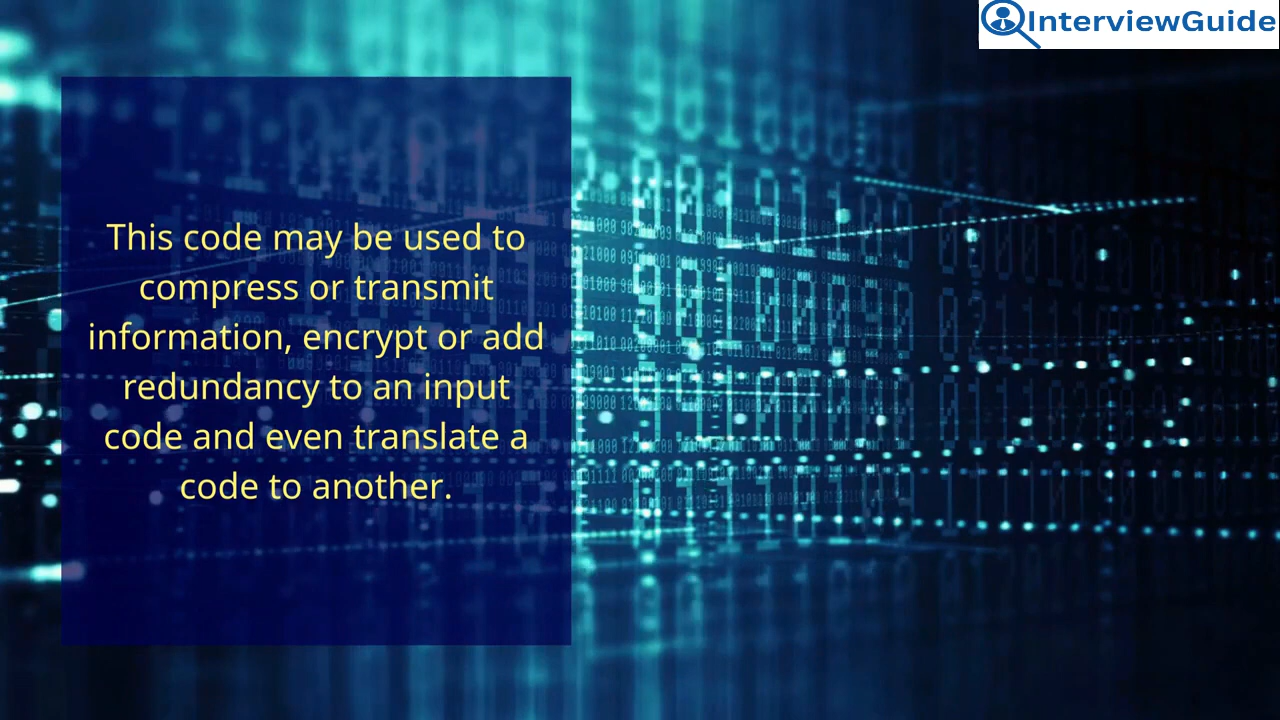 InterviewGuide
This code may be used to
compress or transmit
information, encrypt or add
redundancy to an input
code and even translate a
code to another.